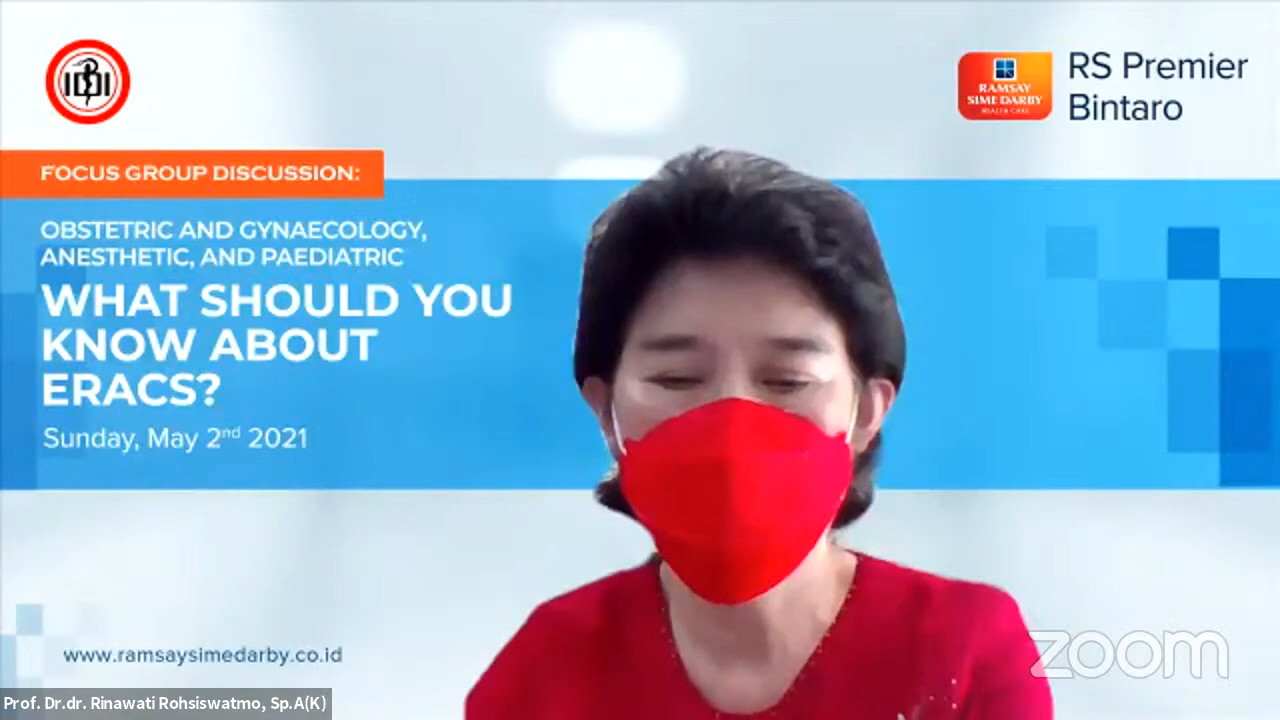 IDI
RAMSAY
SIME DARBY
HEALTH CARE
RS Premier
Bintaro
FOCUS GROUP DISCUSSION:
OBSTETRIC AND GYNAECOLOGY,
ANESTHETIC, AND PAEDIATRIC
WHAT SHOULD YOU
KNOW ABOUT
ERACS?
Sunday, May 2nd 2021
www.ramsaysimedarby.co.id
zoom
Prof. Dr.dr. Rinawati Rohsiswatmo, Sp.A(K)